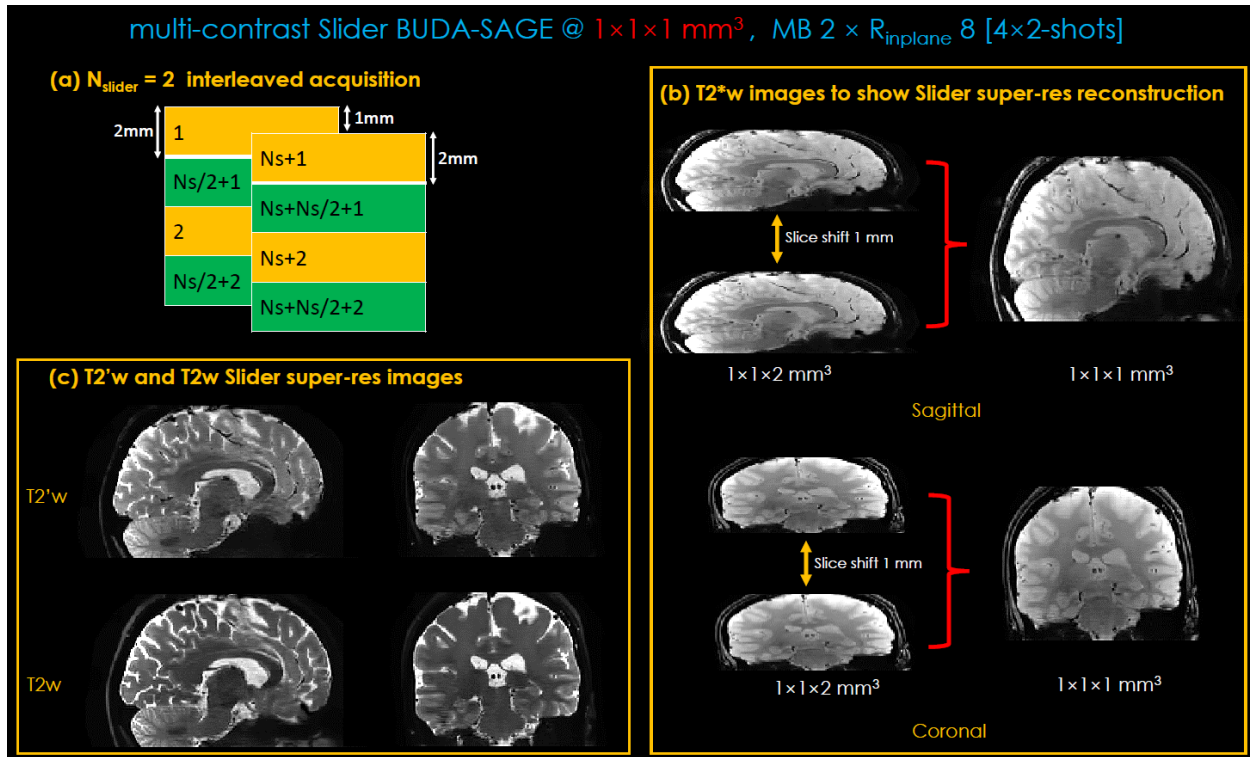 multi-contrast Slider BUDA-SAGE @ 1×1×1 mm³ , MB 2 × Rinplane 8 [4×2-shots]
(a) Nslider = 2 interleaved acquisition
2mm
1
1mm
Ns+1
2mm
Ns/2+1
Ns+Ns/2+1
2
Ns+2
Ns/2+2
Ns+Ns/2+2
(b) T2*w images to show Slider super-res reconstruction
Slice shift 1 mm
1×1×2 mm³
1×1×1 mm³
Sagittal
Slice shift 1 mm
1×1×2 mm³
1×1×1 mm³
Coronal
(c) T2'w and T2w Slider super-res images
T2'w
T2w